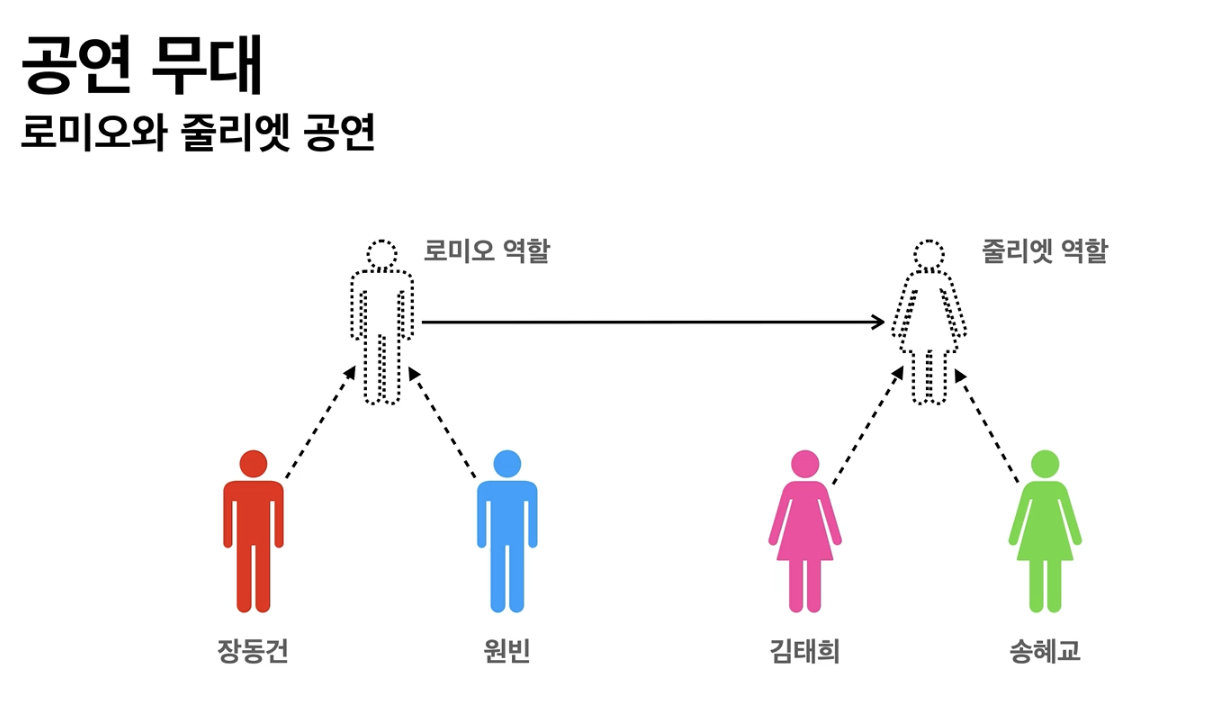 공연 무대
로미오와 줄리엣 공연
로미오 역할
줄리엣 역할
장동건
원빈
김태희
송혜교